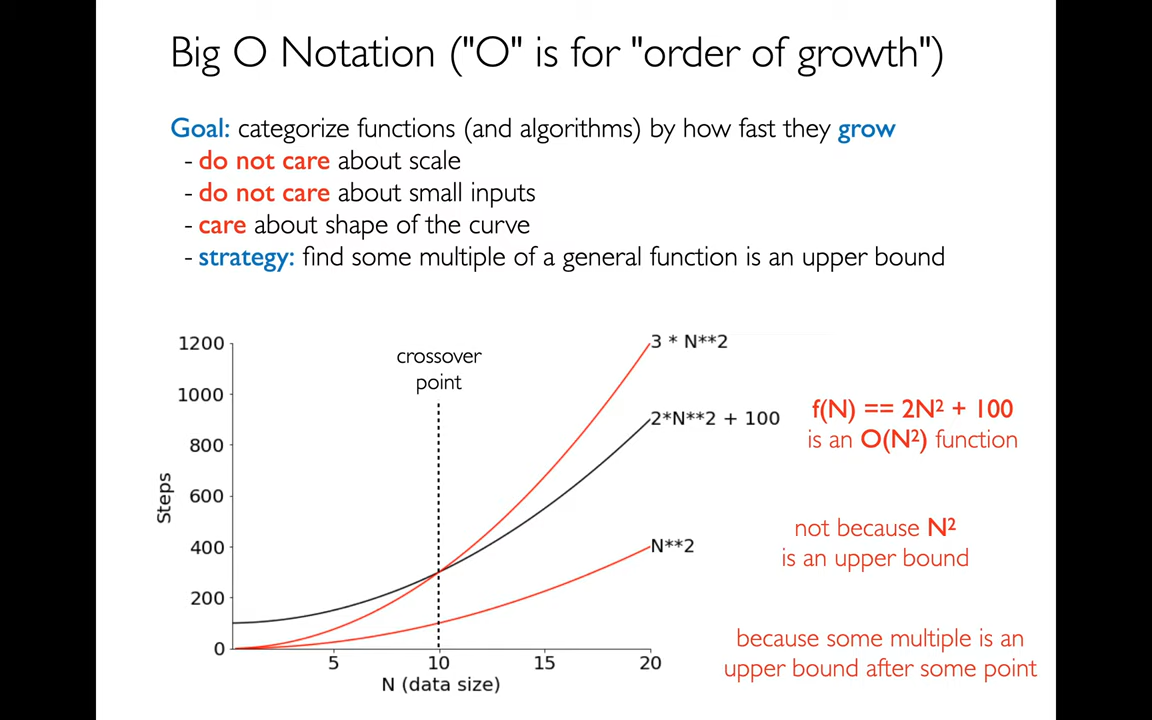 Big O Notation ("O" is for "order of growth")
Goal: categorize functions (and algorithms) by how fast they grow
- do not care about scale
- do not care about small inputs
- care about shape of the curve
- strategy: find some multiple of a general function is an upper bound
1200
1000
800
600
400
200
0
Steps
crossover
point
3 * N**2
2*N**2 + 100
N**2
5
10
15
20
N (data size)
f(N) == 2N² + 100
is an O(N²) function
not because N²
is an upper bound
because some multiple is an
upper bound after some point